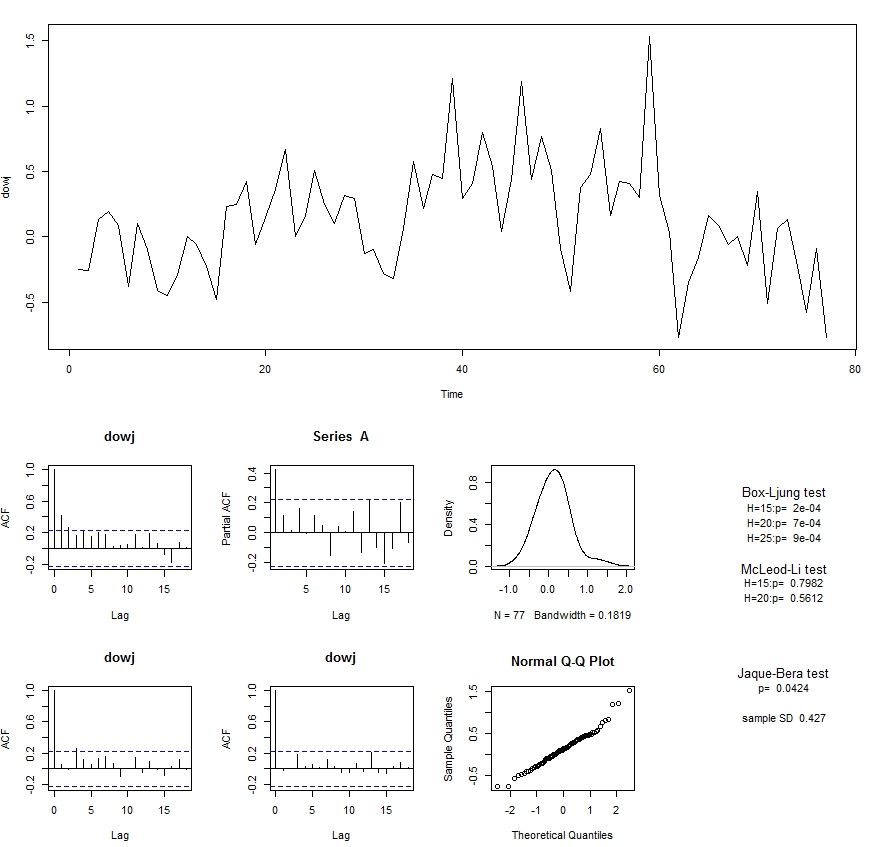 1.5
1.0
0.5
0.0
-0.5
dowj
0 20 40 60 80
Time
dowj
1.0
0.6
0.2
-0.2
ACF
0 5 10 15
Lag
Series A
0.4
0.2
0.0
-0.2
Partial ACF
5 10 15
Lag
0.8
0.4
0.0
Density
-1.0 0.0 1.0 2.0
N = 77 Bandwidth = 0.1819
Box-Ljung test
H=15:p= 2e-04
H=20:p= 7e-04
H=25:p= 9e-04
McLeod-Li test
H=15:p= 0.7982
H=20:p= 0.5612
dowj
1.0
0.6
0.2
-0.2
ACF
0 5 10 15
Lag
dowj
1.0
0.6
0.2
-0.2
ACF
0 5 10 15
Lag
Normal Q-Q Plot
1.5
0.5
-0.5
Sample Quantiles
-2 -1 0 1 2
Theoretical Quantiles
Jaque-Bera test
p= 0.0424
sample SD 0.427